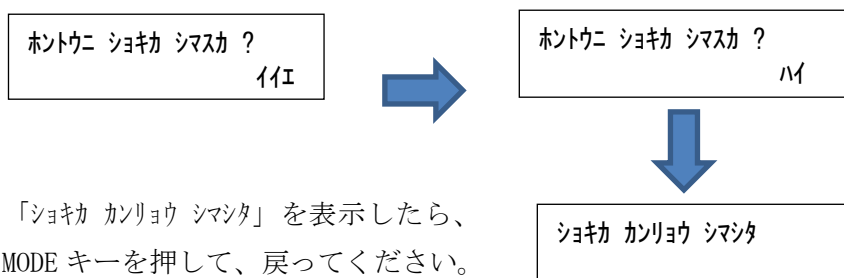 ﾎﾝﾄｳﾆ ｼｮｷｶ ｼﾏｽｶ ?
ｲｲｴ
ﾎﾝﾄｳﾆ ｼｮｷｶ ｼﾏｽｶ ?
ﾊｲ
「ｼｮｷｶ ｶﾝﾘｮｳ ｼﾏｼﾀ」を表示したら、
MODE キーを押して、戻ってください。
ｼｮｷｶ ｶﾝﾘｮｳ ｼﾏｼﾀ